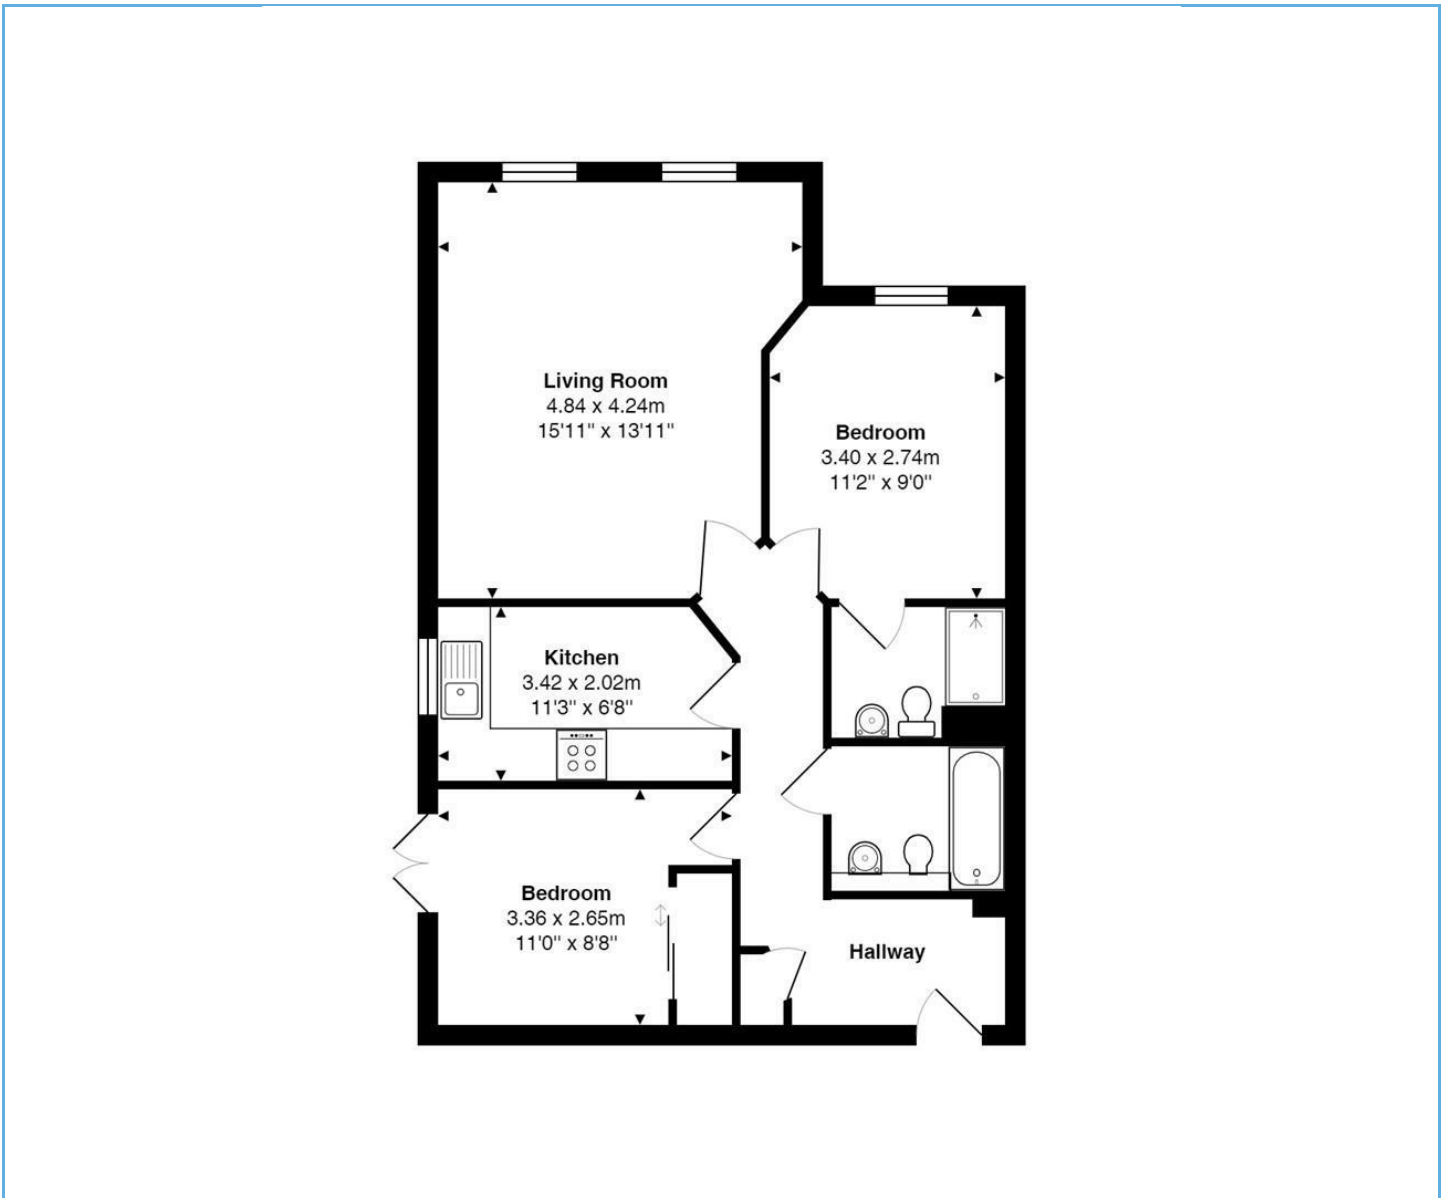 Living Room
4.84 x 4.24m
15'11" x 13'11"
Bedroom
3.40 x 2.74m
11'2" x 9'0"
Kitchen
3.42 x 2.02m
11'3" x 6'8"
Bedroom
3.36 x 2.65m
11'0" x 8'8"
Hallway